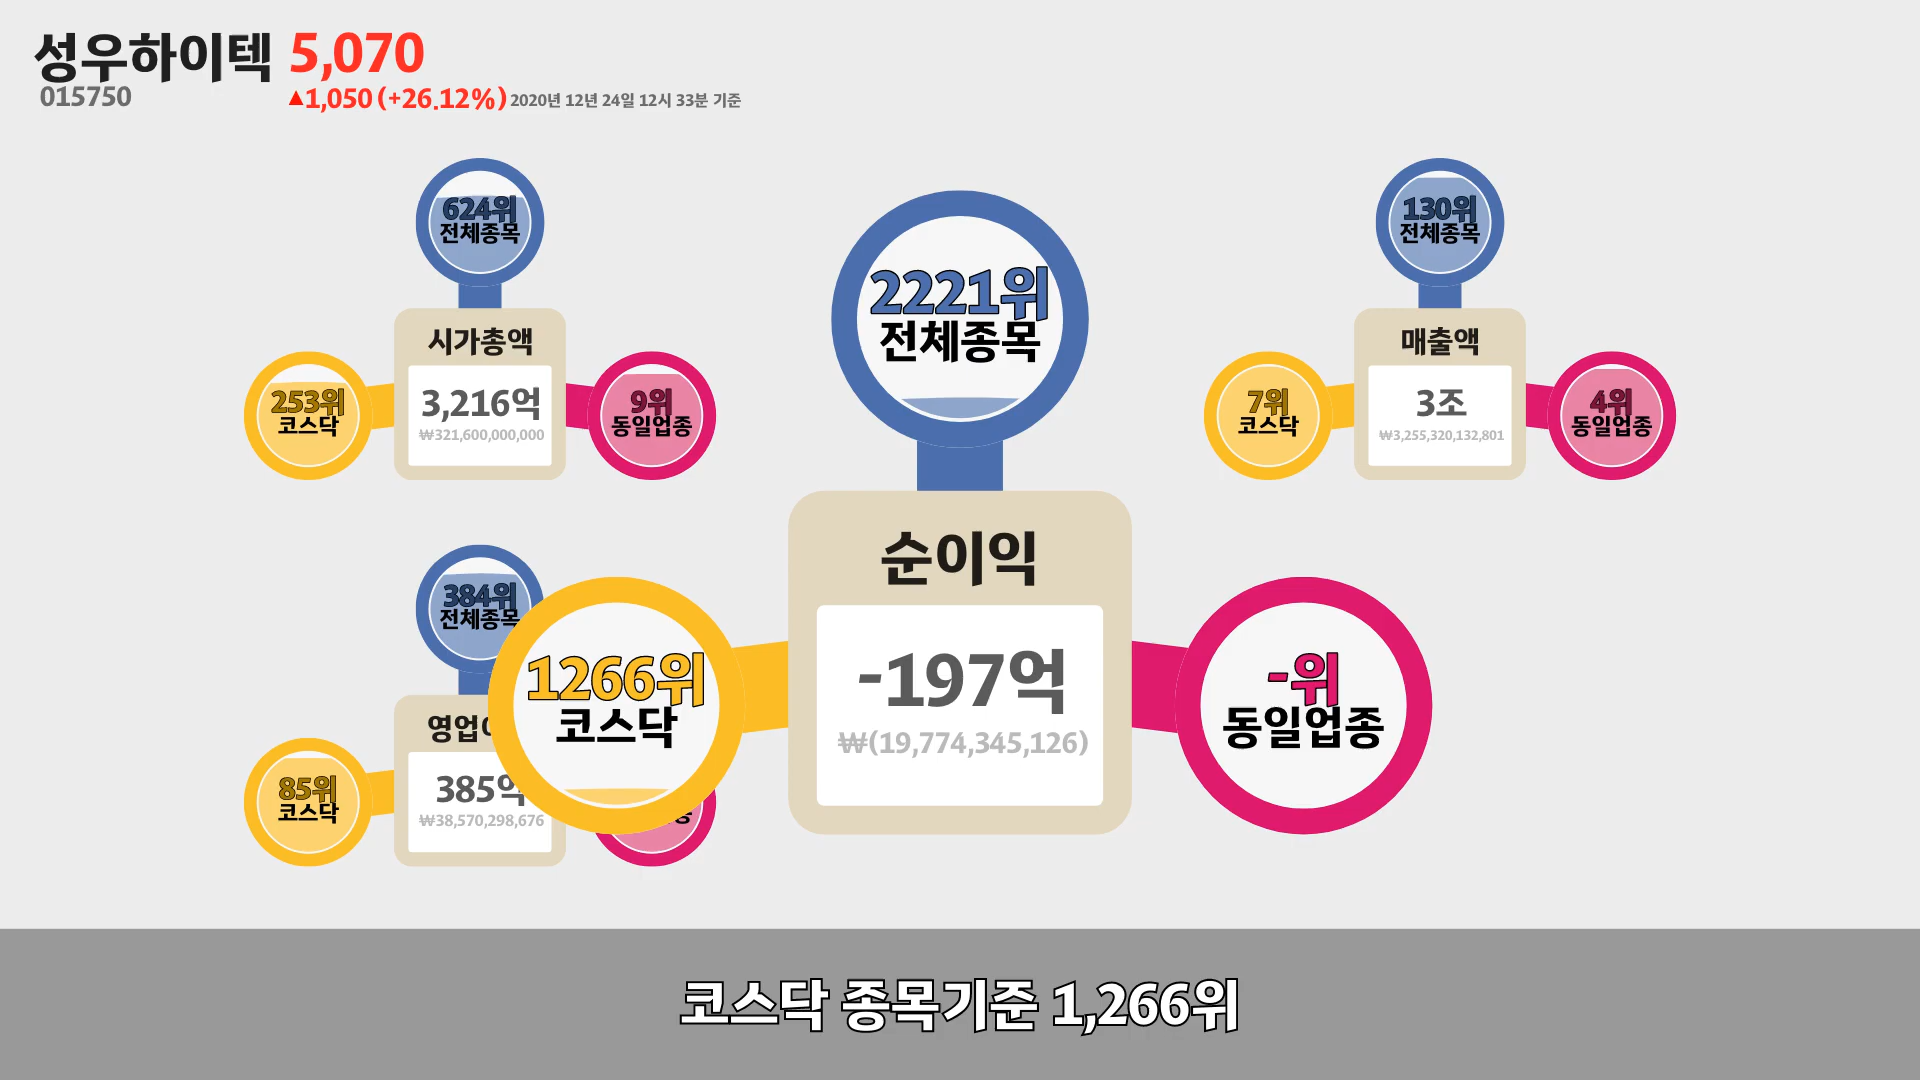 성우하이텍 5,070
015750
▲1,050 (+26.12%) 2020년 12년 24일 12시 33분 기준
624위
전체종목
시가총액
3,216억
₩321,600,000,000
253위
코스닥
9위
동일업종
2221위
전체종목
순이익
-197억
₩(19,774,345,126)
1266위
코스닥
-위
동일업종
130위
전체종목
매출액
3조
₩3,255,320,132,801
7위
코스닥
4위
동일업종
384위
전체종목
385억
₩38,570,298,676
85위
코스닥
코스닥 종목기준 1,266위